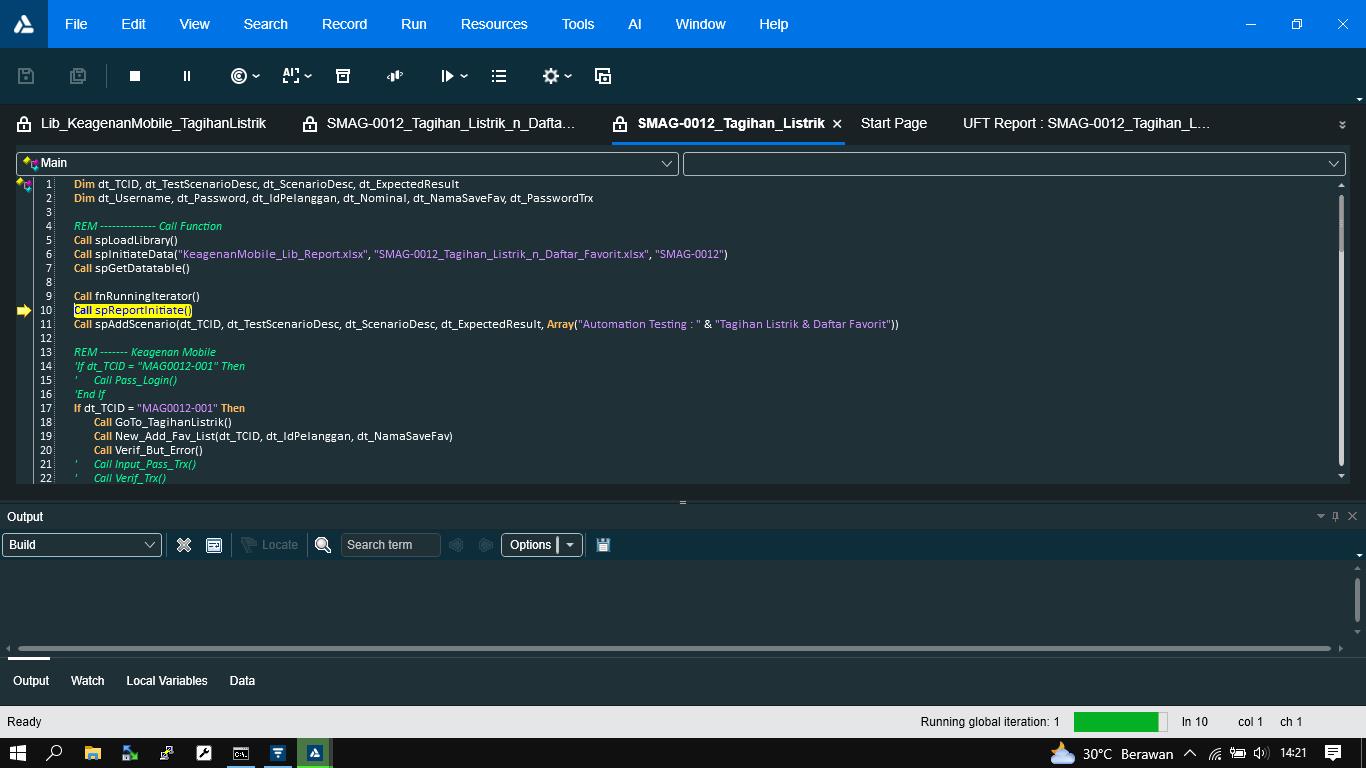 File Edit View Search Record Run Resources Tools AI Window Help
Lib_KeagenanMobile_TagihanListrik SMAG-0012_Tagihan_Listrik_n_Dafta... SMAG-0012_Tagihan_Listrik Start Page UFT Report : SMAG-0012_Tagihan_L...
Main
1 Dim dt_TCID, dt_TestScenarioDesc, dt_ScenarioDesc, dt_ExpectedResult
2 Dim dt_Username, dt_Password, dt_IdPelanggan, dt_Nominal, dt_NamaSaveFav, dt_PasswordTrx
3
4 REM -------------- Call Function
5 Call spLoadLibrary()
6 Call spInitiateData("KeagenanMobile_Lib_Report.xlsx", "SMAG-0012_Tagihan_Listrik_n_Daftar_Favorit.xlsx", "SMAG-0012")
7 Call spGetDatatable()
8
9 Call fnRunningIterator()
10 Call spReportInitiate()
11 Call spAddScenario(dt_TCID, dt_TestScenarioDesc, dt_ScenarioDesc, dt_ExpectedResult, Array("Automation Testing : " & "Tagihan Listrik & Daftar Favorit"))
12
13 REM ------- Keagenan Mobile
14 'If dt_TCID = "MAG0012-001" Then
15 ' Call Pass_Login()
16 'End If
17 If dt_TCID = "MAG0012-001" Then
18 Call GoTo_TagihanListrik()
19 Call New_Add_Fav_List(dt_TCID, dt_IdPelanggan, dt_NamaSaveFav)
20 Call Verif_But_Error()
21 ' Call Input_Pass_Trx()
22 ' Call Verif_Trx()
Output
Build Locate Search term Options
Output Watch Local Variables Data
Ready Running global iteration: 1 ln 10 col 1 ch 1
30°C Berawan 14:21